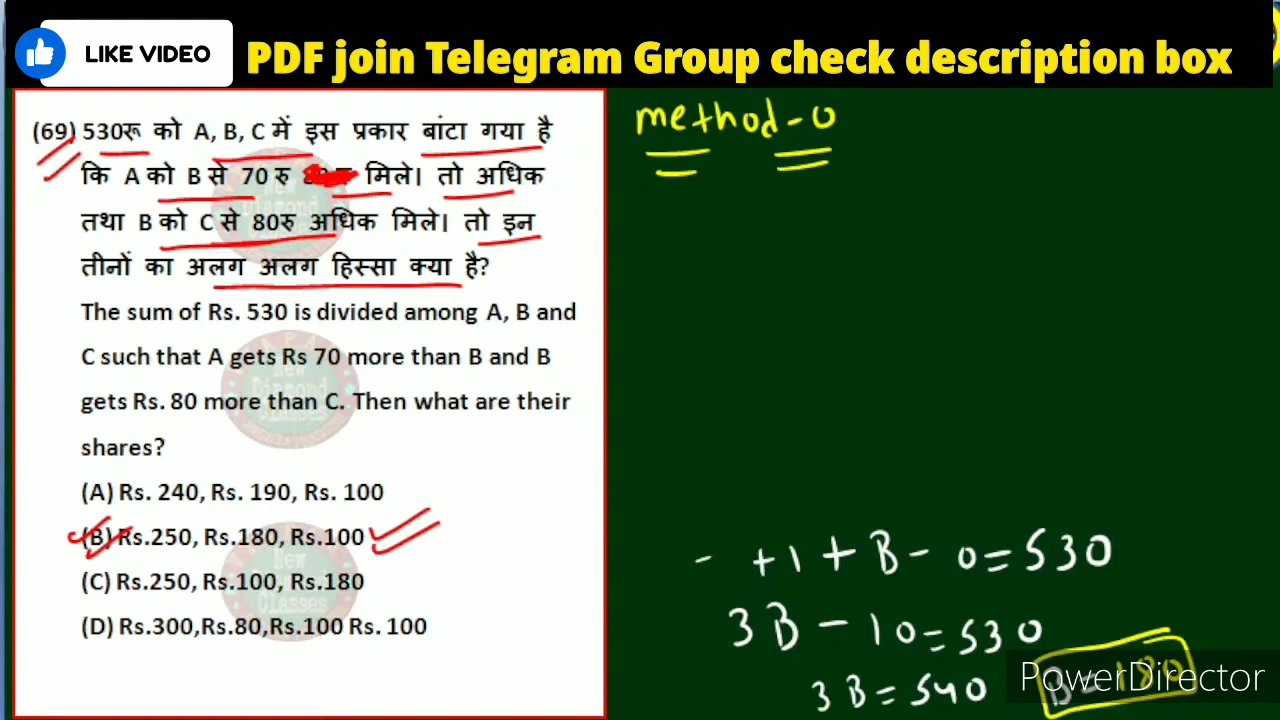 LIKE VIDEO
PDF join Telegram Group check description box
(69) 530रू को A, B, C में इस प्रकार बांटा गया है
कि A को B से 70 रु मिले। तो अधिक
तथा B को C से 80रु अधिक मिले। तो इन
तीनों का अलग अलग हिस्सा क्या है?
The sum of Rs. 530 is divided among A, B and
C such that A gets Rs 70 more than B and B
gets Rs. 80 more than C. Then what are their
shares?
(A) Rs. 240, Rs. 190, Rs. 100
(B) Rs.250, Rs.180, Rs.100
(C) Rs.250, Rs.100, Rs.180
(D) Rs.300,Rs.80,Rs.100 Rs. 100
method - 0
+ 1 + B - 0 = 530
3B - 10 = 530
3B = 540
B = 180
PowerDirector